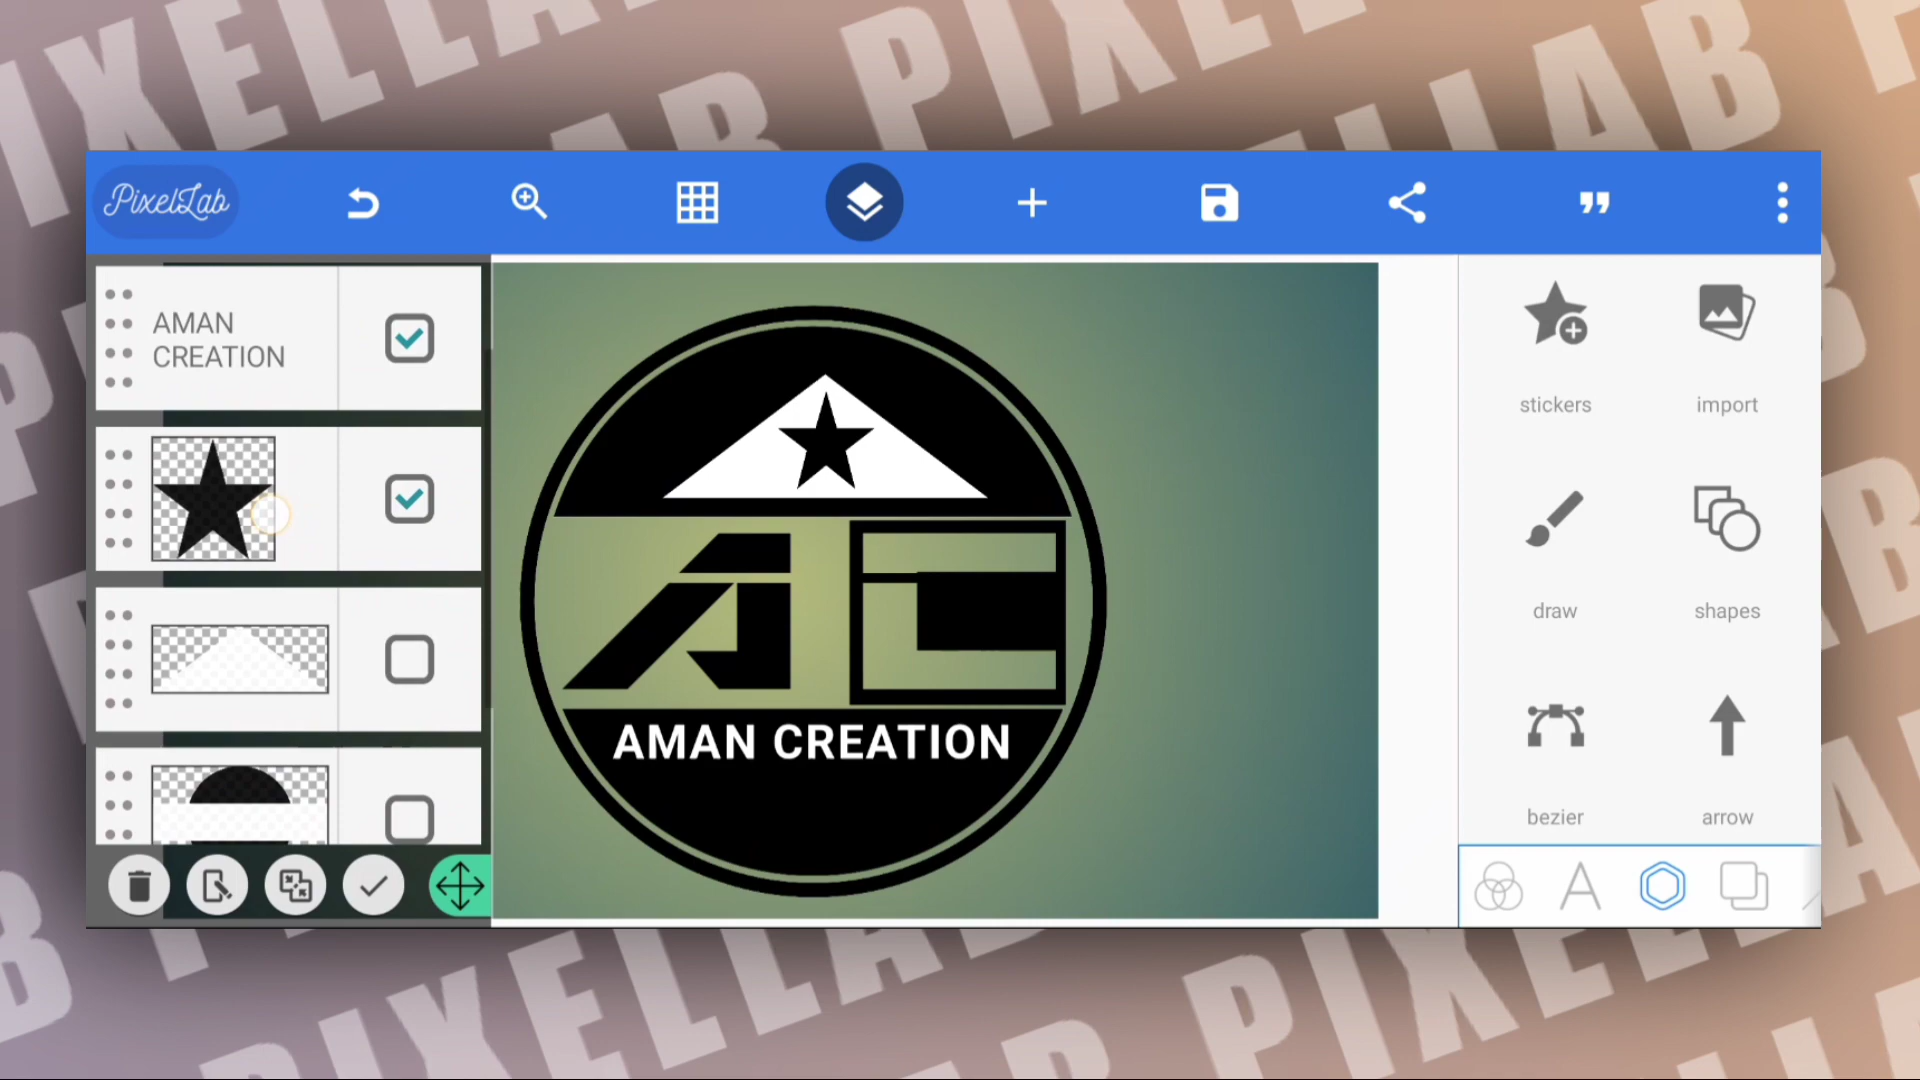 PIXELLAB PIXELLAB
PixelLab
AMAN
CREATION
AC
AMAN CREATION
stickers
import
draw
shapes
bezier
arrow
PIXELLAB PIXELLAB